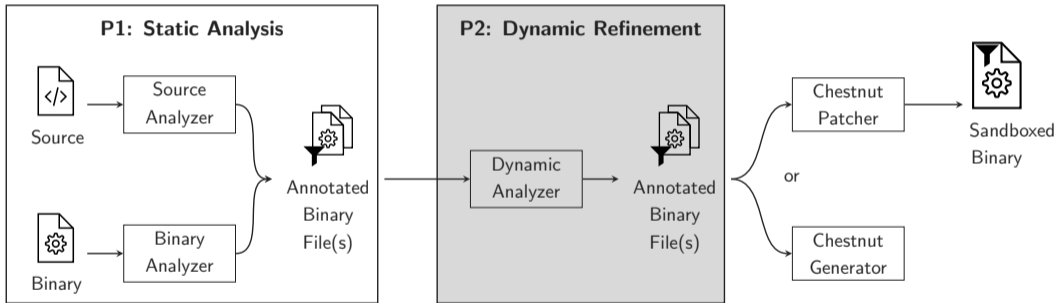 P1: Static Analysis
</>
Source
Source
Analyzer
Binary
Binary
Analyzer
Annotated
Binary
File(s)
P2: Dynamic Refinement
Dynamic
Analyzer
Annotated
Binary
File(s)
Chestnut
Patcher
or
Chestnut
Generator
Sandboxed
Binary